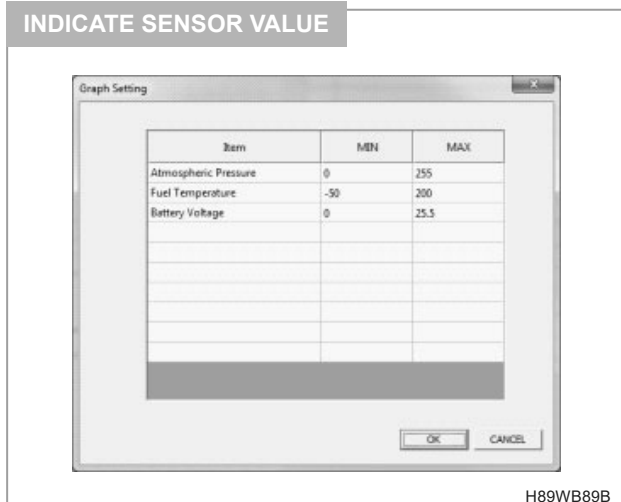 INDICATE SENSOR VALUE
Graph Setting
Item MIN MAX
Atmospheric Pressure 0 255
Fuel Temperature -50 200
Battery Voltage 0 25.5
OK CANCEL
H89WB89B